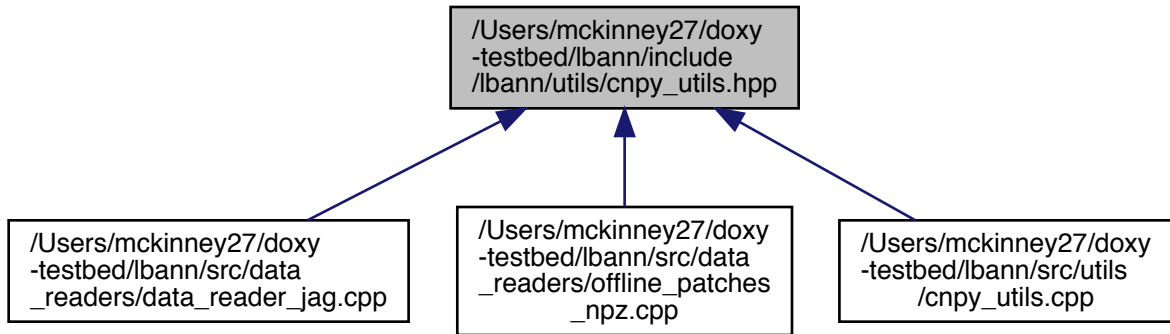 /Users/mckinney27/doxy
-testbed/lbann/include
/lbann/utils/cnpy_utils.hpp
/Users/mckinney27/doxy
-testbed/lbann/src/data
_readers/data_reader_jag.cpp
/Users/mckinney27/doxy
-testbed/lbann/src/data
_readers/offline_patches
_npz.cpp
/Users/mckinney27/doxy
-testbed/lbann/src/utils
/cnpy_utils.cpp